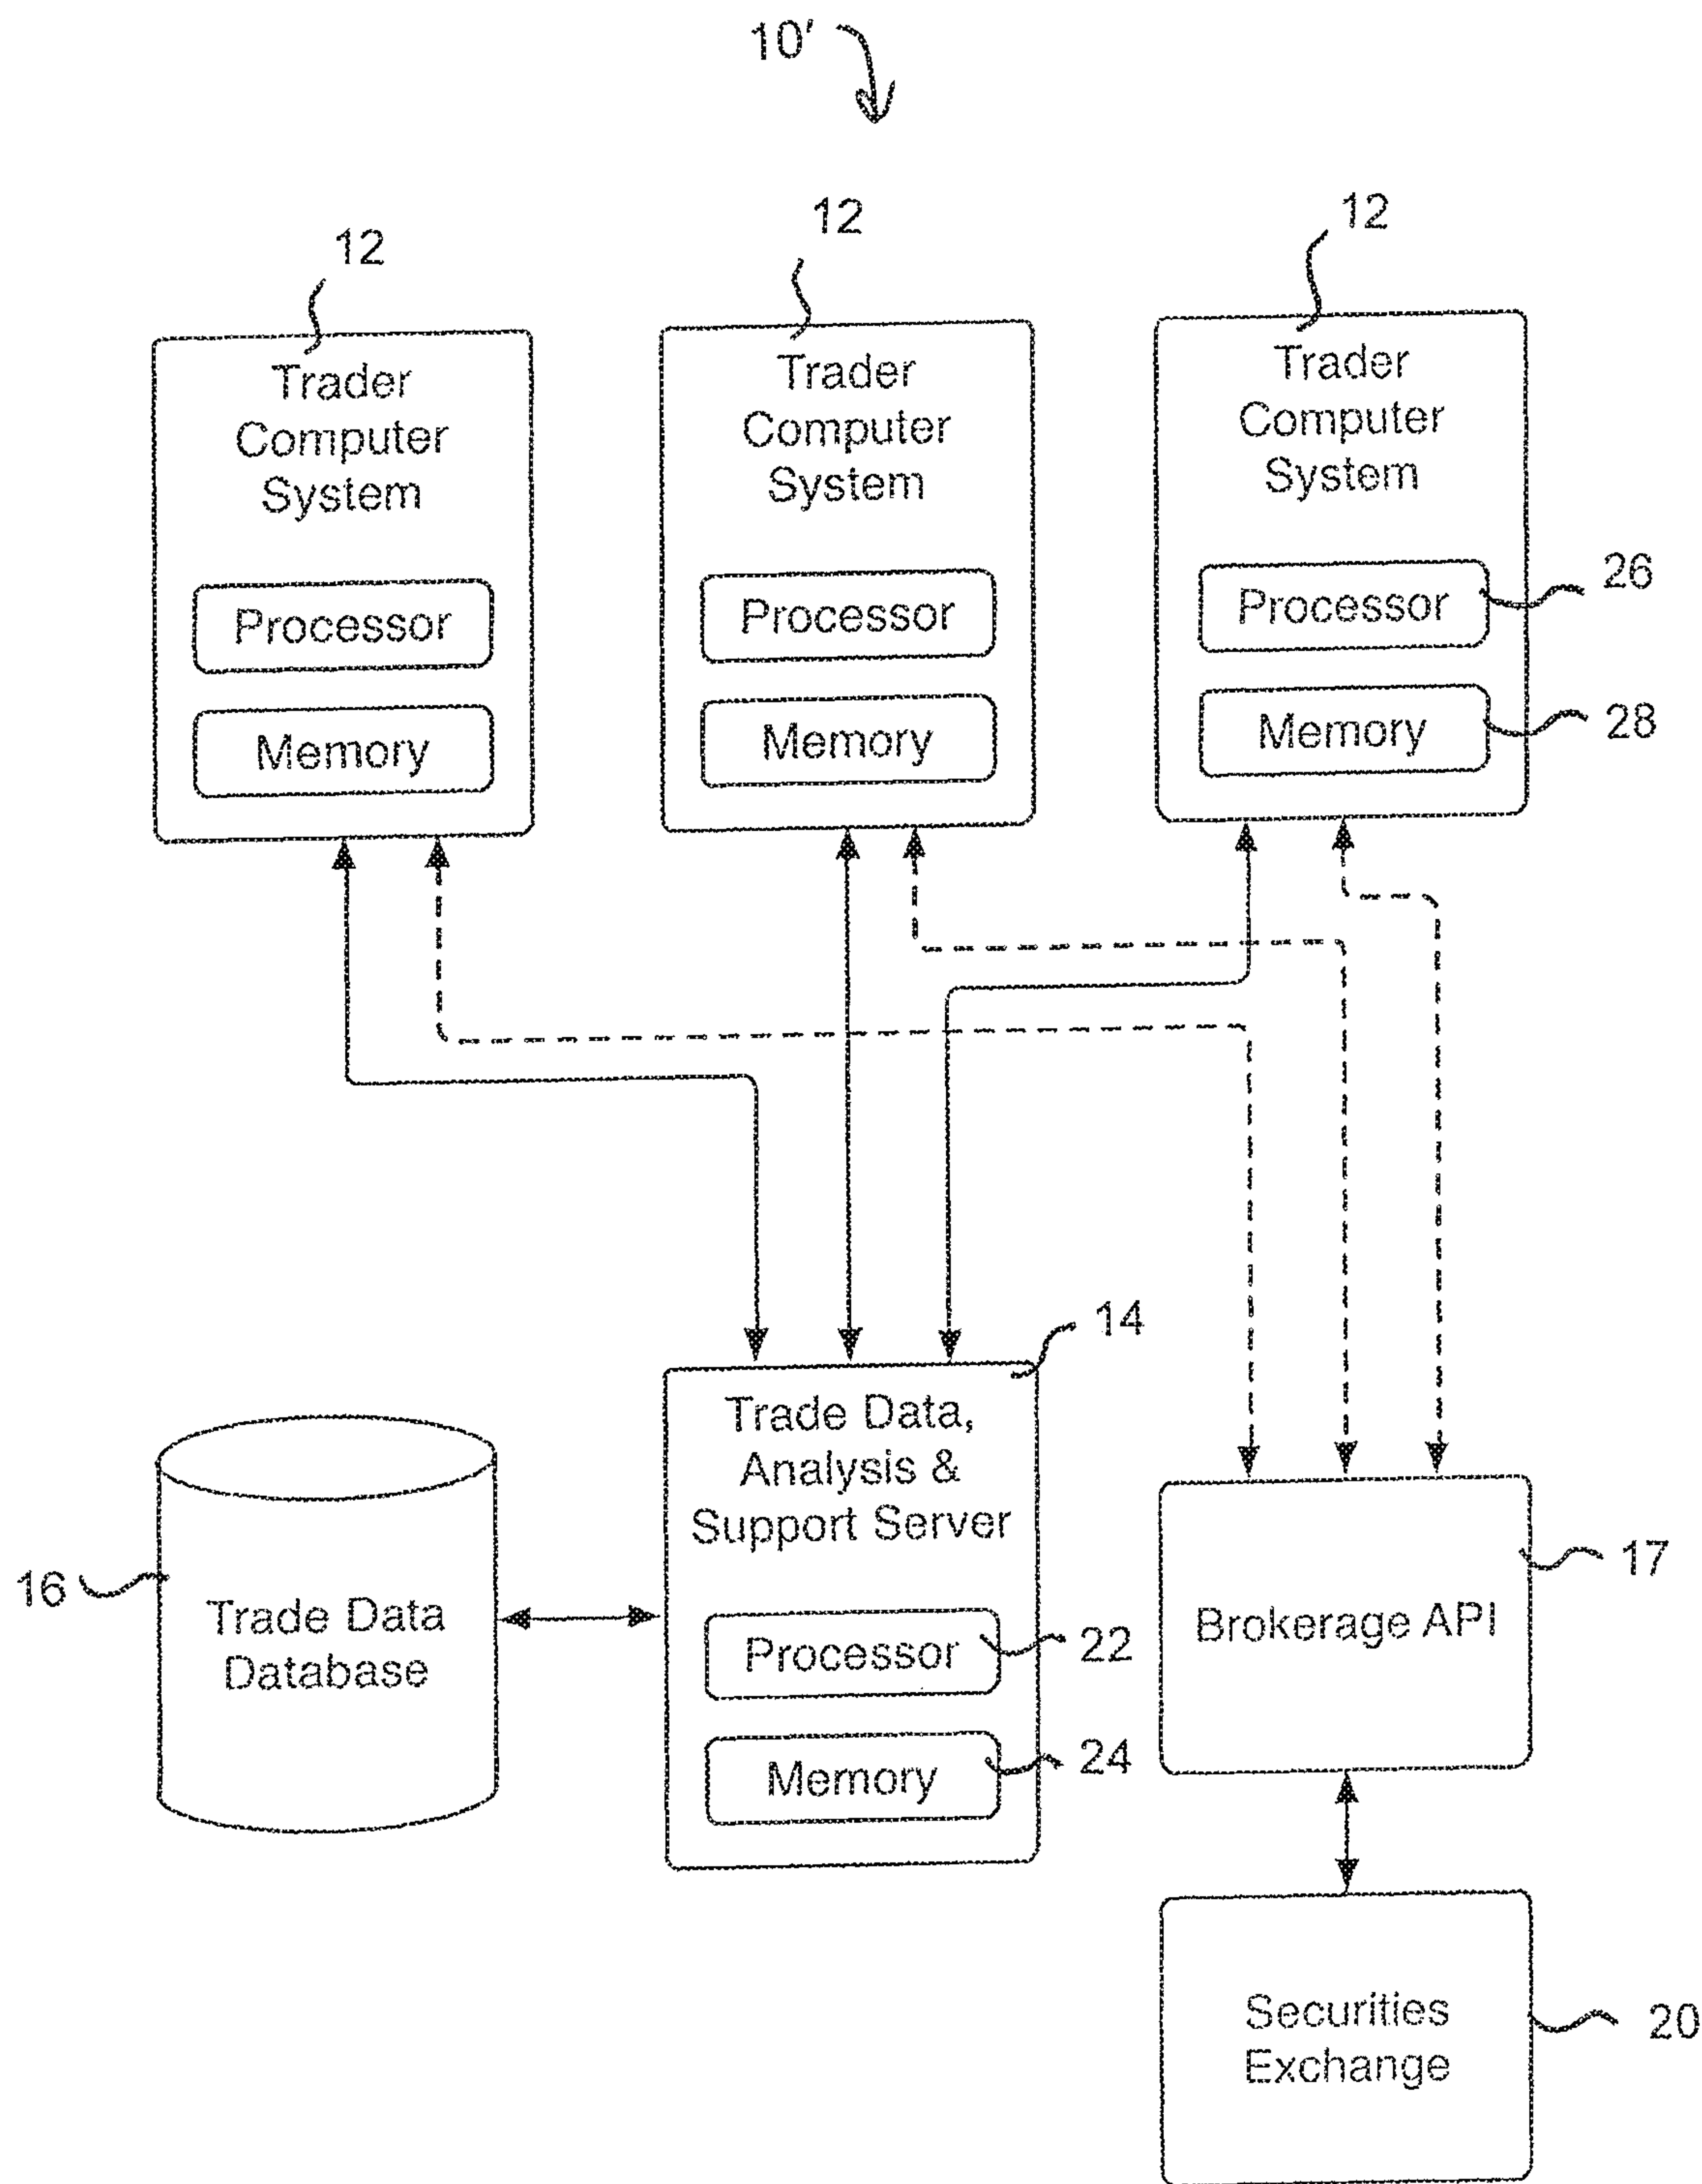 10'
12
12
12
Trader
Computer
System
Processor
Memory
Trader
Computer
System
Processor
Memory
Trader
Computer
System
Processor
26
Memory
28
14
Trade Data,
Analysis &
Support Server
Processor
22
Memory
24
16
Trade Data
Database
17
Brokerage API
Securities
Exchange
20